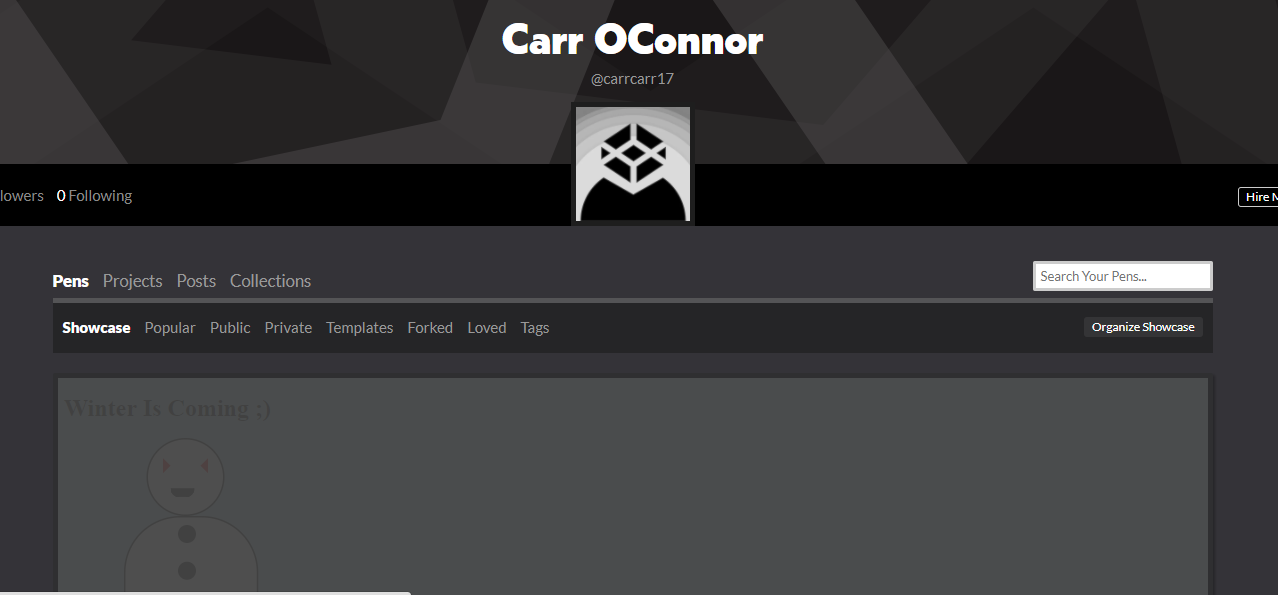 Carr OConnor
@carrcarr17
lowers 0 Following
Hire
Pens Projects Posts Collections
Search Your Pens...
Showcase Popular Public Private Templates Forked Loved Tags
Organize Showcase
Winter Is Coming ;)